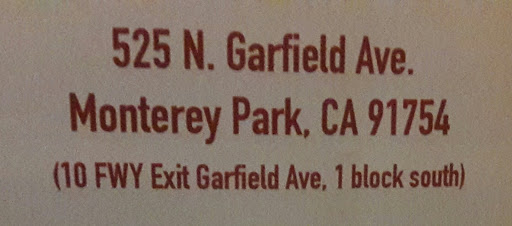 525 N. Garfield Ave.
Monterey Park, CA 91754
(10 FWY Exit Garfield Ave, 1 block south)